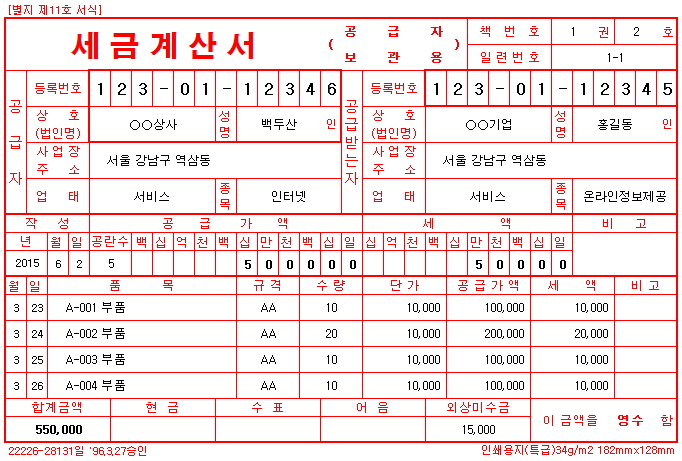 [별지 제11호 서식]
세금계산서 ( 공 급 자 보 관 용 ) 책 번 호 1 권 2 호
일 련 번 호 1-1
공급자 등록번호 1 2 3 - 0 1 - 1 2 3 4 6 공급받는자 등록번호 1 2 3 - 0 1 - 1 2 3 4 5
상 호 (법인명) ○○상사 성명 백두산 인 상 호 (법인명) ○○기업 성명 홍길동 인
사 업 장 주 소 서울 강남구 역삼동 사 업 장 주 소 서울 강남구 역삼동
업 태 서비스 종목 인터넷 업 태 서비스 종목 온라인정보제공
작 성 공 급 가 액 세 액 비 고
년 월 일 공란수 백 십 억 천 백 십 만 천 백 십 일 십 억 천 백 십 만 천 백 십 일
2015 6 2 5 5 0 0 0 0 0 5 0 0 0 0
월 일 품 목 규 격 수 량 단 가 공 급 가 액 세 액 비 고
3 23 A-001 부품 AA 10 10,000 100,000 10,000
3 24 A-002 부품 AA 20 10,000 200,000 20,000
3 25 A-003 부품 AA 10 10,000 100,000 10,000
3 26 A-004 부품 AA 10 10,000 100,000 10,000
합계금액 현 금 수 표 어 음 외상미수금 이 금액을 영수 함
550,000 15,000
22226-28131일 '96,3,27승인 인쇄용지(특급)34g/m2 182mmx128mm